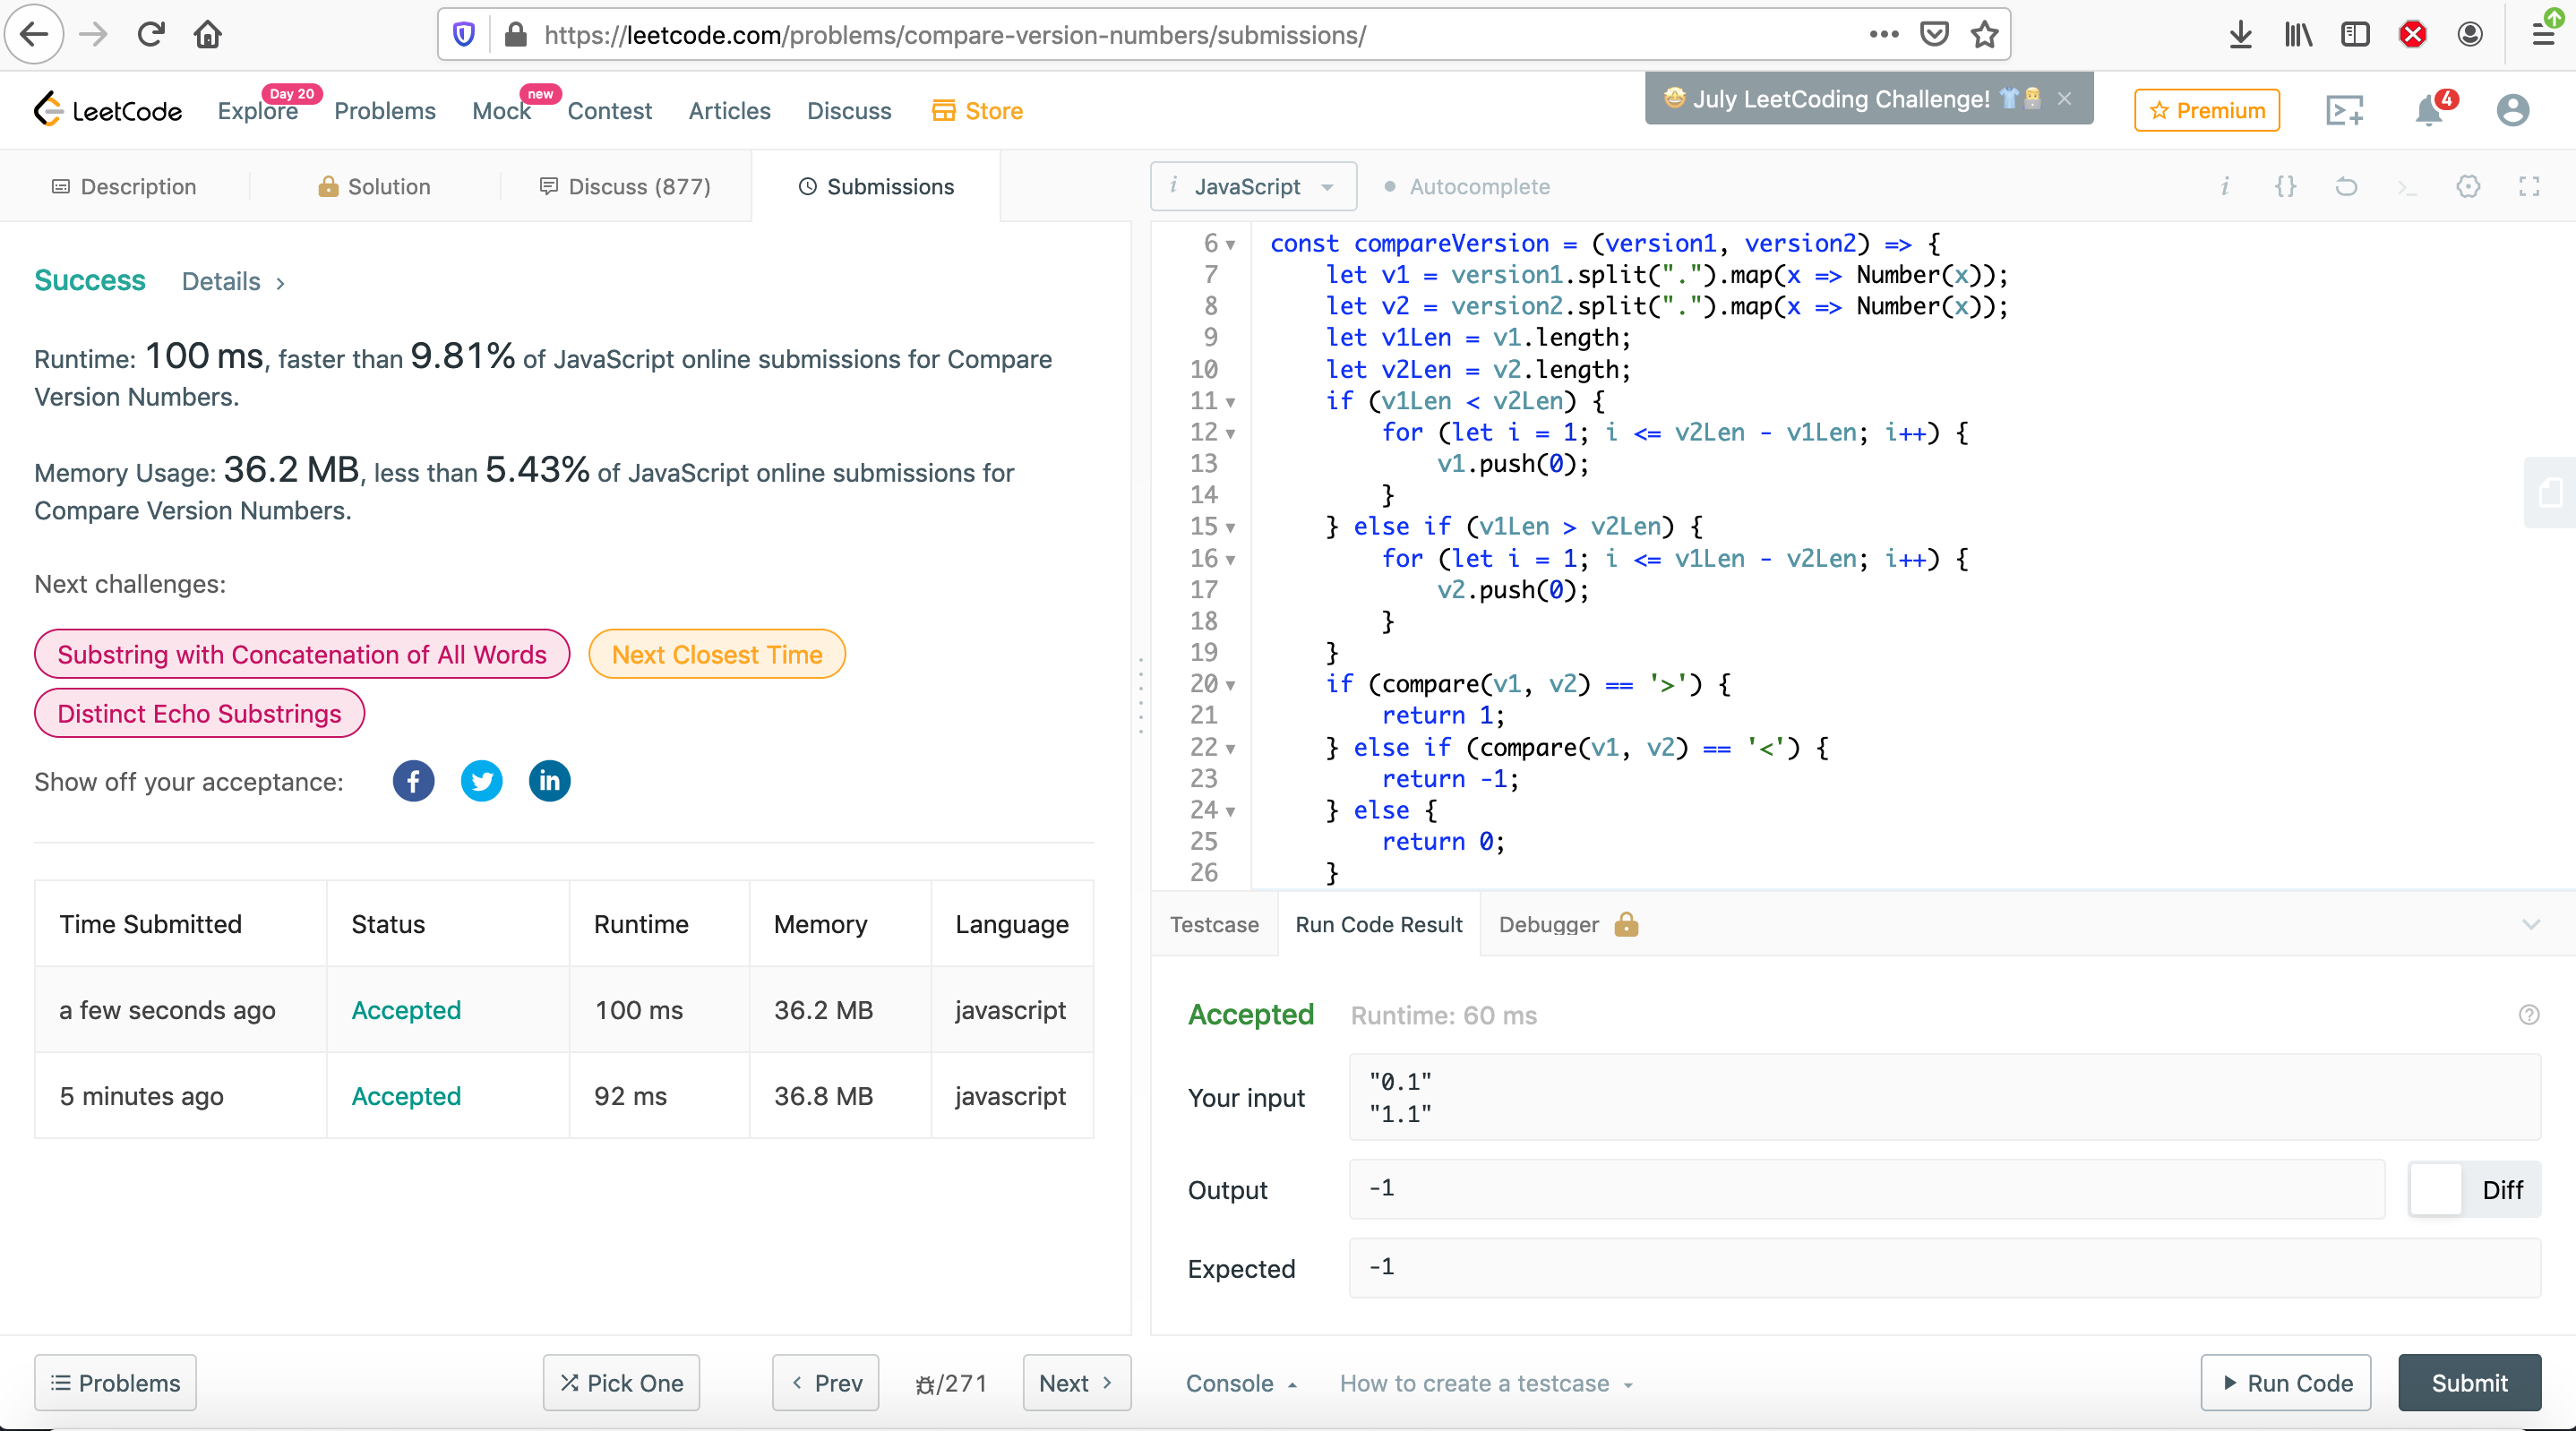 https://leetcode.com/problems/compare-version-numbers/submissions/
LeetCode
Explore
Day 20
Problems
Mock
new
Contest
Articles
Discuss
Store
July LeetCoding Challenge!
Premium
4
Description
Solution
Discuss (877)
Submissions
Success Details >
Runtime: 100 ms, faster than 9.81% of JavaScript online submissions for Compare
Version Numbers.
Memory Usage: 36.2 MB, less than 5.43% of JavaScript online submissions for
Compare Version Numbers.
Next challenges:
Substring with Concatenation of All Words
Next Closest Time
Distinct Echo Substrings
Show off your acceptance:
Time Submitted Status Runtime Memory Language
a few seconds ago Accepted 100 ms 36.2 MB javascript
5 minutes ago Accepted 92 ms 36.8 MB javascript
Problems
Pick One
< Prev
/271
Next >
i JavaScript
Autocomplete
6 const compareVersion = (version1, version2) => {
7 let v1 = version1.split(".").map(x => Number(x));
8 let v2 = version2.split(".").map(x => Number(x));
9 let v1Len = v1.length;
10 let v2Len = v2.length;
11 if (v1Len < v2Len) {
12 for (let i = 1; i <= v2Len - v1Len; i++) {
13 v1.push(0);
14 }
15 } else if (v1Len > v2Len) {
16 for (let i = 1; i <= v1Len - v2Len; i++) {
17 v2.push(0);
18 }
19 }
20 if (compare(v1, v2) == '>') {
21 return 1;
22 } else if (compare(v1, v2) == '<') {
23 return -1;
24 } else {
25 return 0;
26 }
Testcase
Run Code Result
Debugger
Accepted Runtime: 60 ms
Your input
"0.1"
"1.1"
Output
-1
Diff
Expected
-1
Console
How to create a testcase
Run Code
Submit